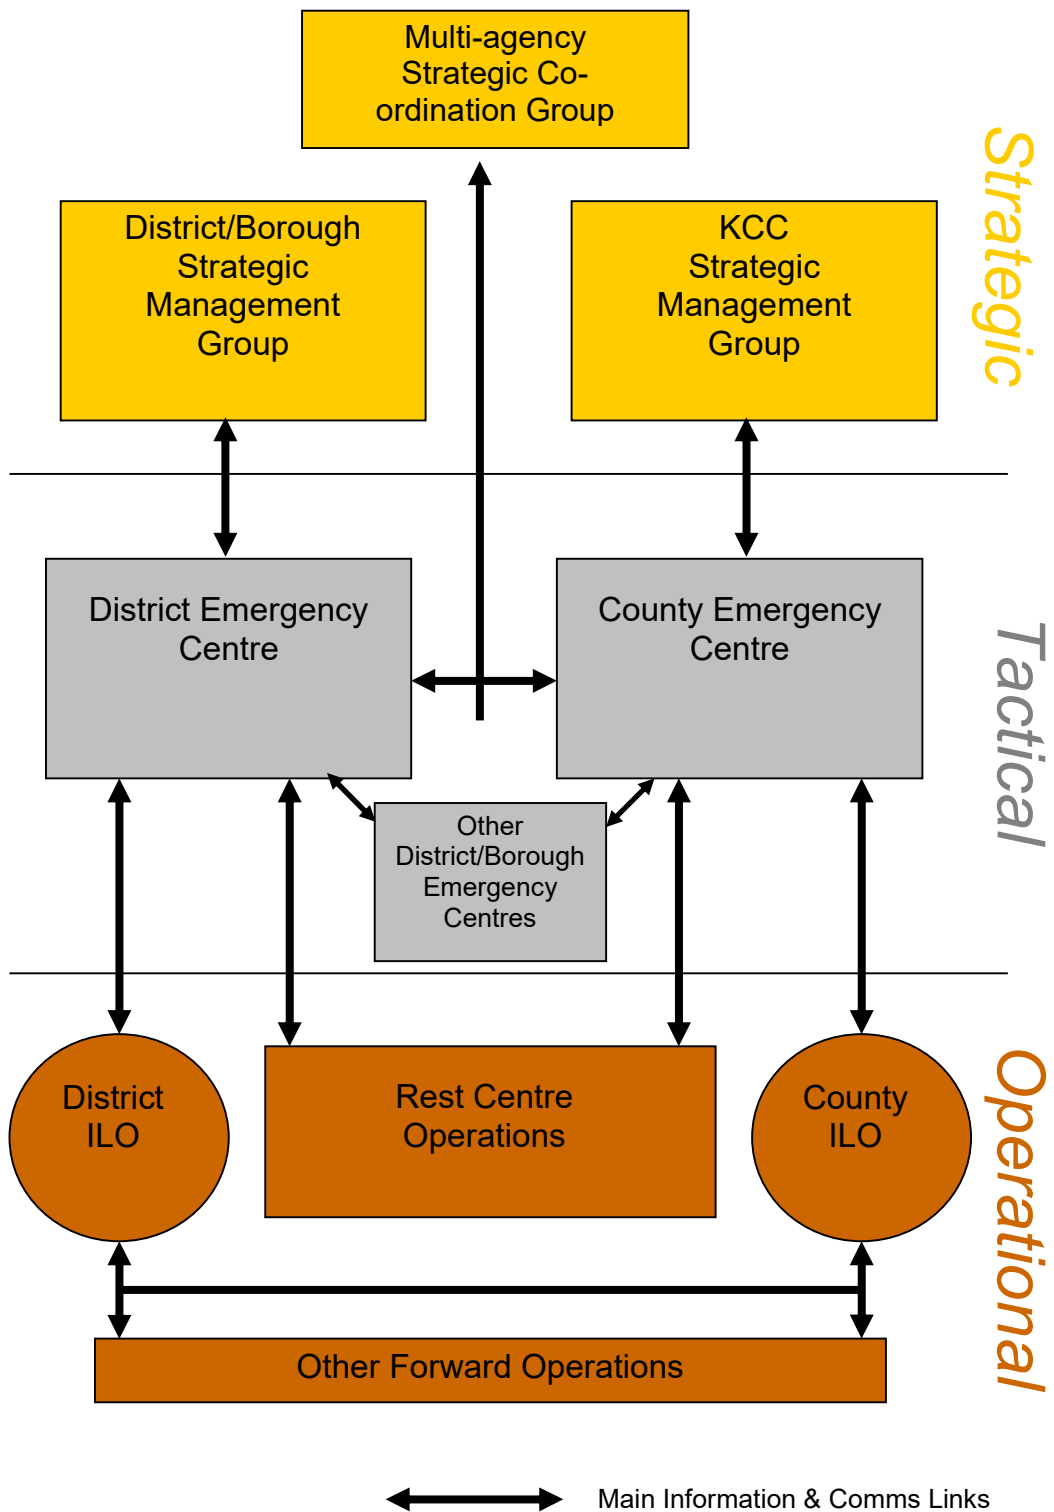 Multi-agency
Strategic Co-
ordination Group
Strategic
District/Borough
Strategic
Management
Group
KCC
Strategic
Management
Group
District Emergency
Centre
County Emergency
Centre
Tactical
Other
District/Borough
Emergency
Centres
District
ILO
Rest Centre
Operations
County
ILO
Operational
Other Forward Operations
Main Information & Comms Links